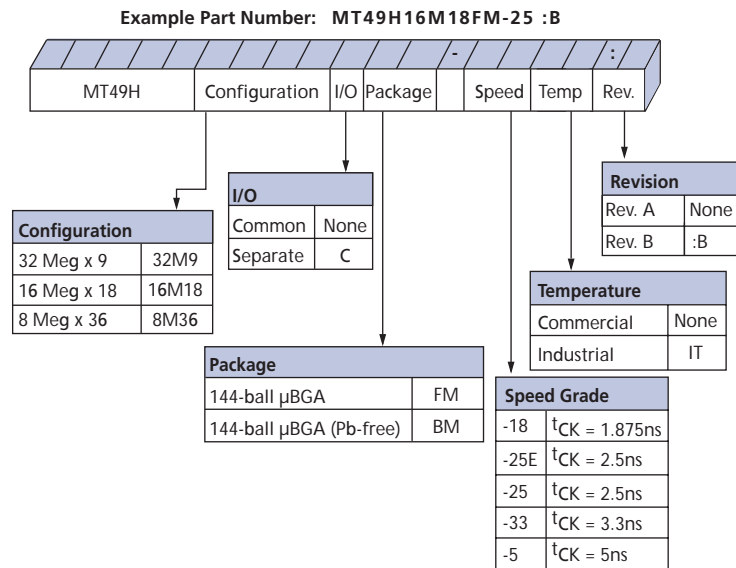 Example Part Number: MT49H16M18FM-25 :B
- :
MT49H Configuration I/O Package Speed Temp Rev.
I/O
Common None
Separate C
Revision
Rev. A None
Rev. B :B
Configuration
32 Meg x 9 32M9
16 Meg x 18 16M18
8 Meg x 36 8M36
Temperature
Commercial None
Industrial IT
Package
144-ball µBGA FM
144-ball µBGA (Pb-free) BM
Speed Grade
-18 tCK = 1.875ns
-25E tCK = 2.5ns
-25 tCK = 2.5ns
-33 tCK = 3.3ns
-5 tCK = 5ns